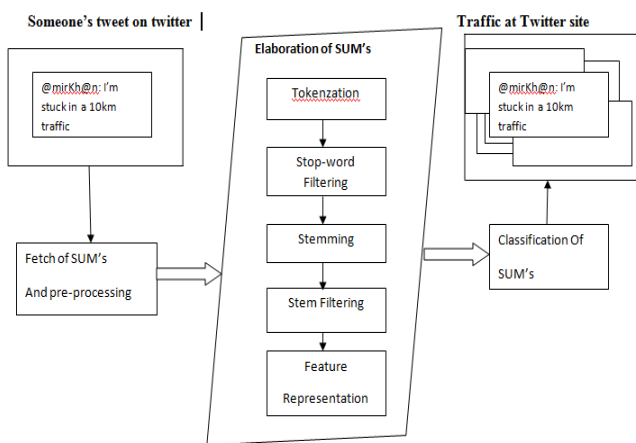 Someone's tweet on twitter
@mirKh@n: I'm
stuck in a 10km
traffic
Fetch of SUM's
And pre-processing
Elaboration of SUM's
Tokenzation
Stop-word
Filtering
Stemming
Stem Filtering
Feature
Representation
Traffic at Twitter site
@mirKh@n: I'm
stuck in a 10km
traffic
Classification Of
SUM's